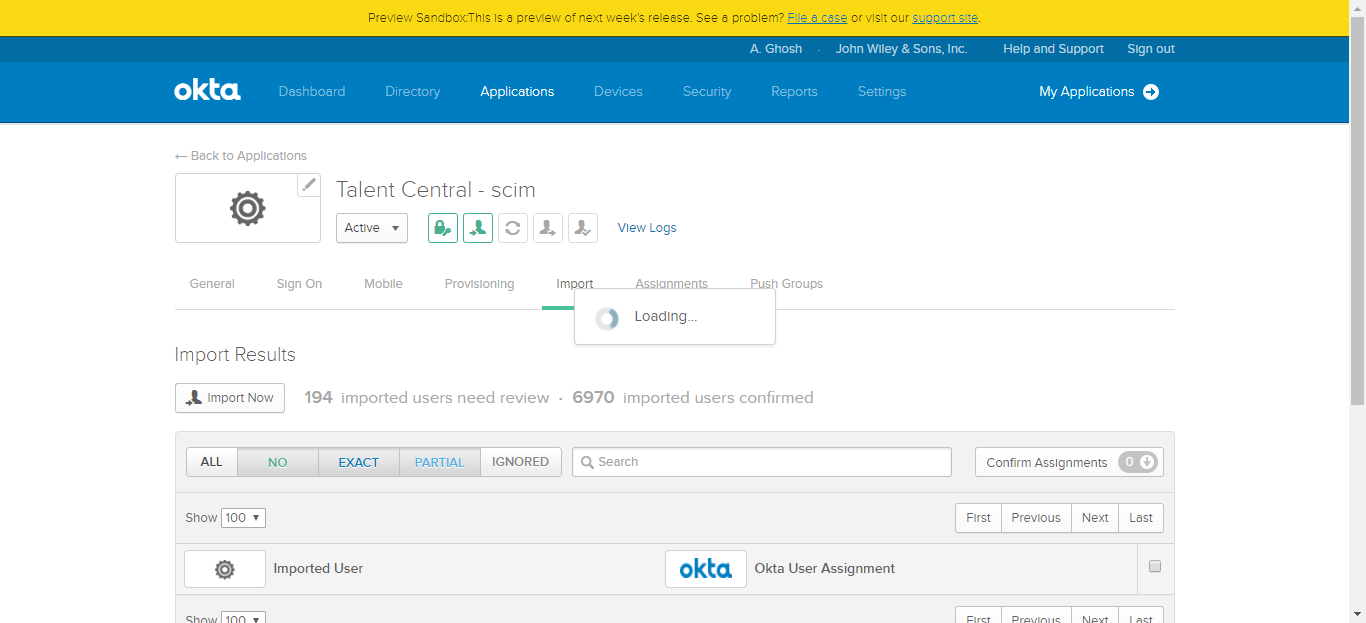 Preview Sandbox:This is a preview of next week's release. See a problem? File a case or visit our support site.
A. Ghosh · John Wiley & Sons, Inc. Help and Support Sign out
okta Dashboard Directory Applications Devices Security Reports Settings My Applications
← Back to Applications
Talent Central - scim
Active View Logs
General Sign On Mobile Provisioning Import Assignments Push Groups
Loading...
Import Results
Import Now 194 imported users need review · 6970 imported users confirmed
ALL NO EXACT PARTIAL IGNORED Search Confirm Assignments 0
Show 100 First Previous Next Last
Imported User okta Okta User Assignment
Show 100 First Previous Next Last